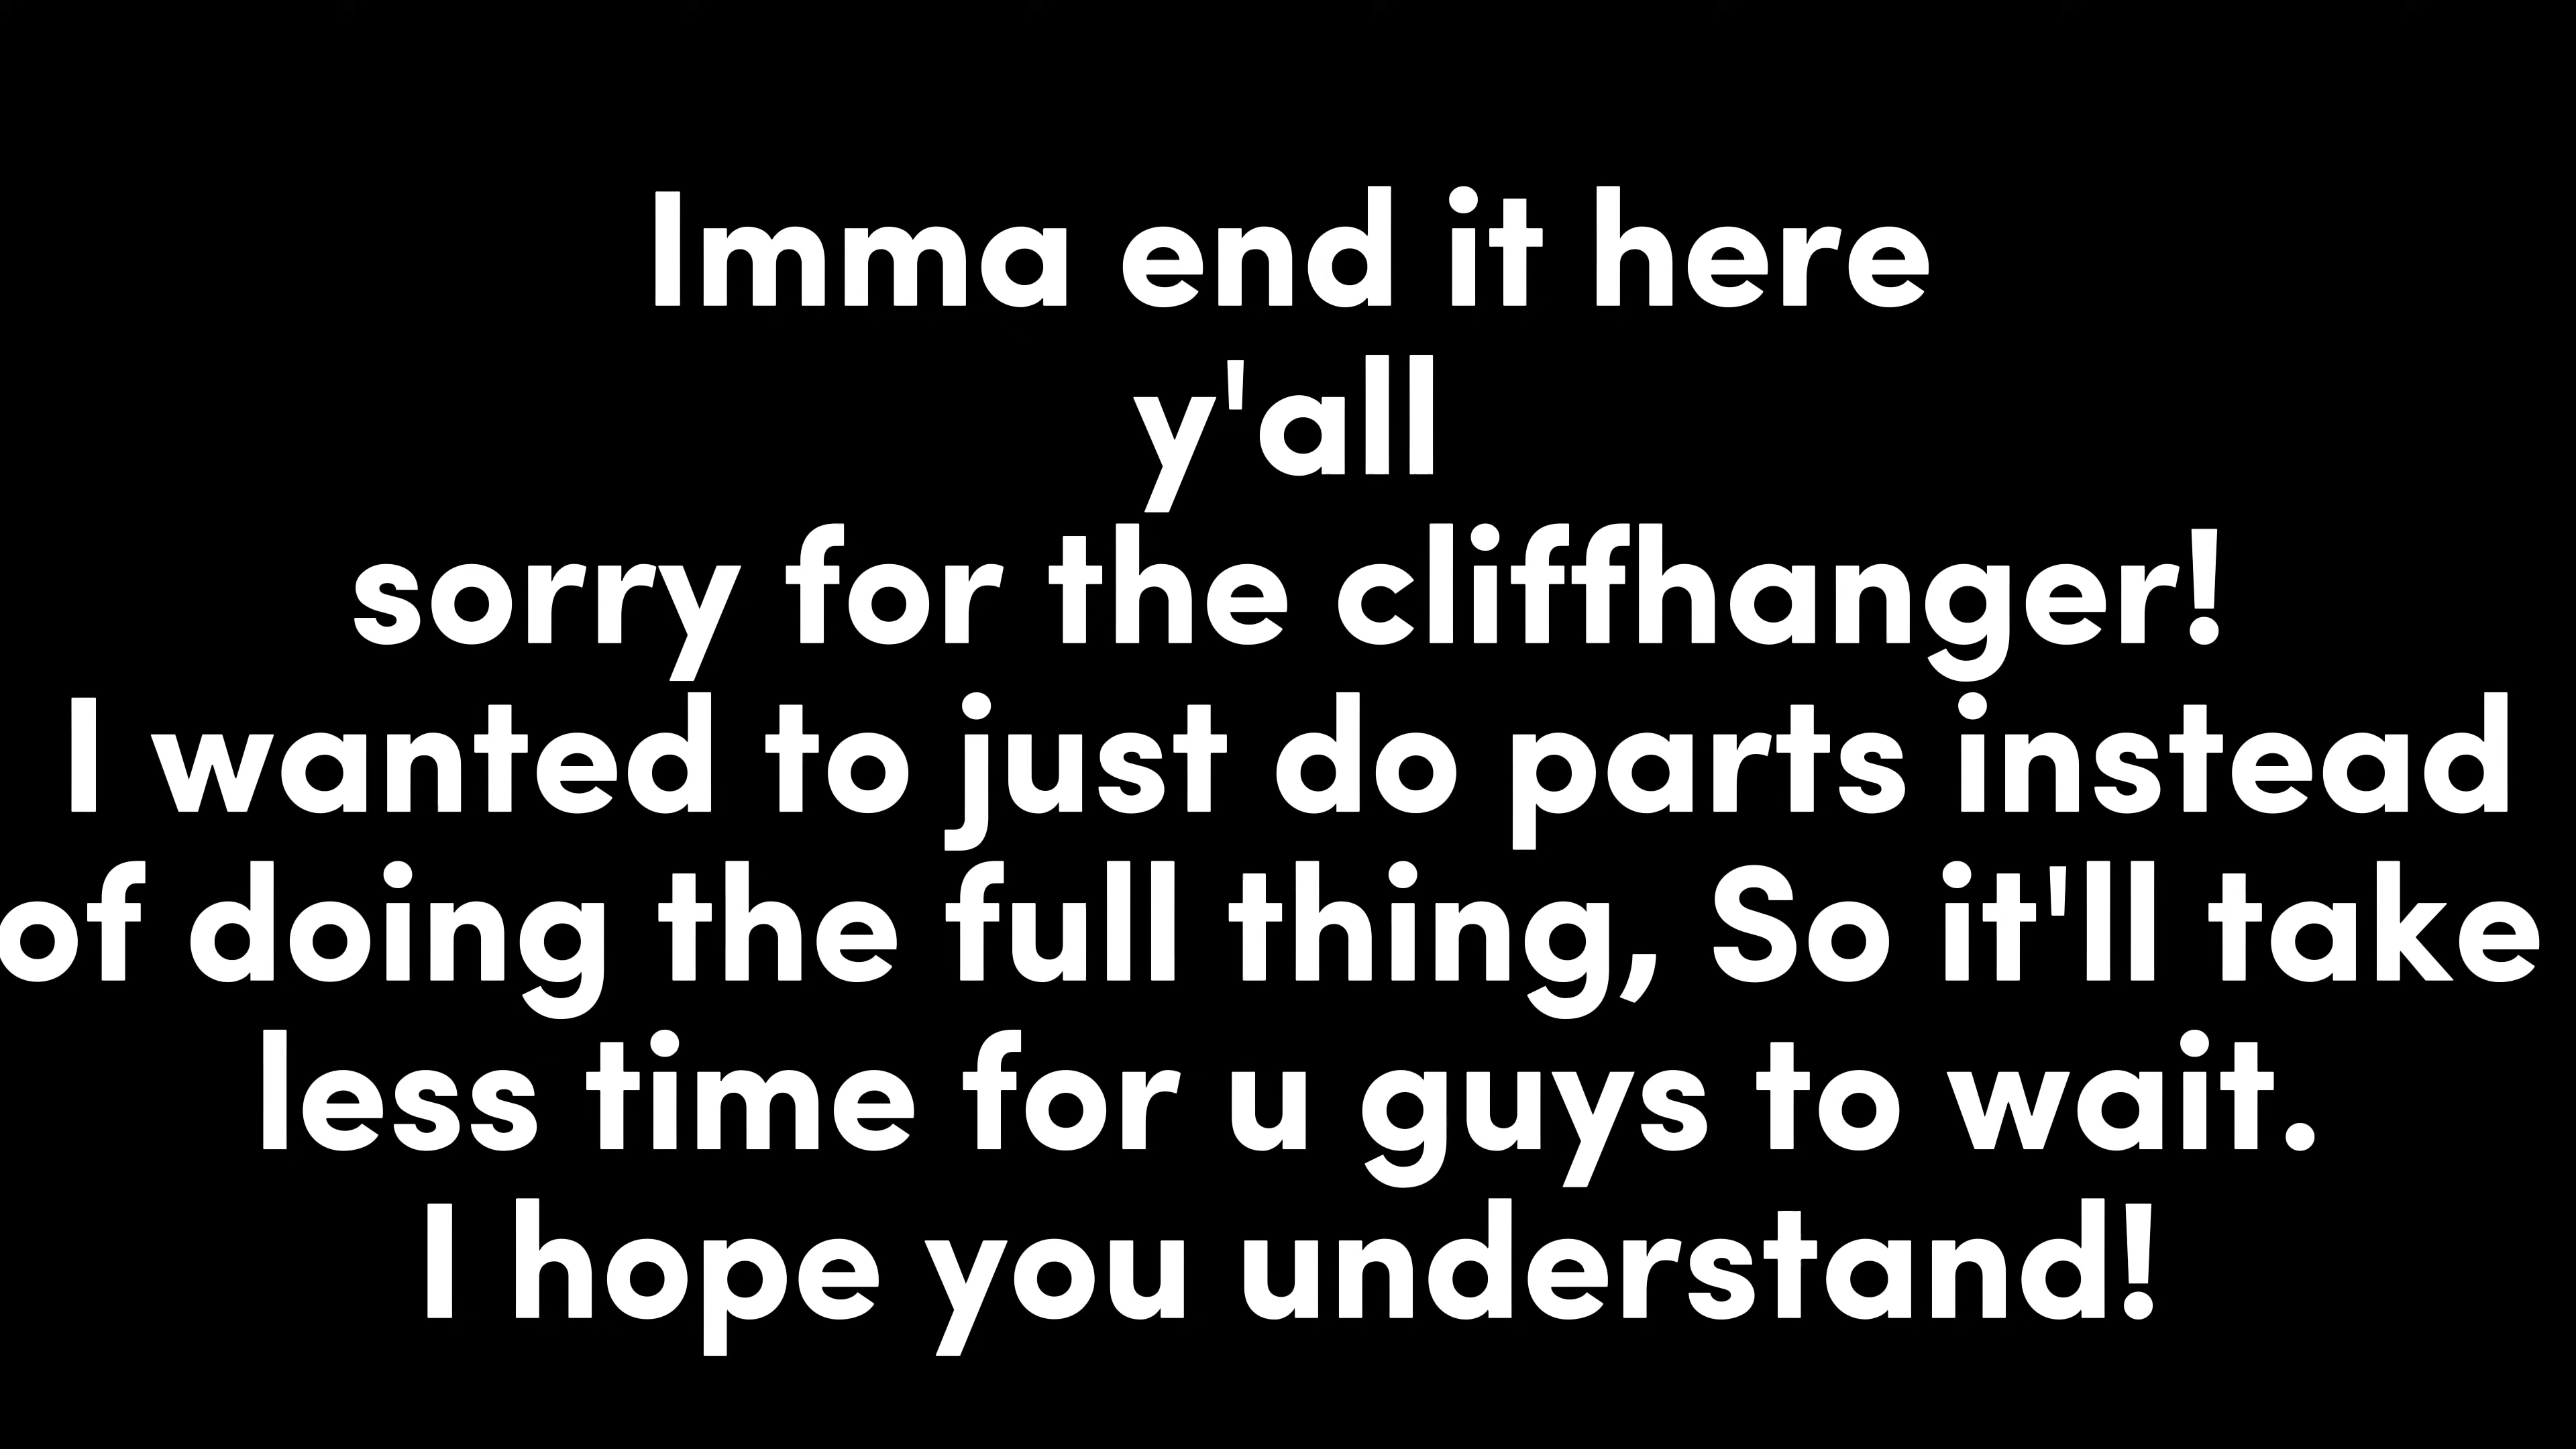 Imma end it here
y'all
sorry for the cliffhanger!
I wanted to just do parts instead
of doing the full thing, So it'll take
less time for u guys to wait.
I hope you understand!